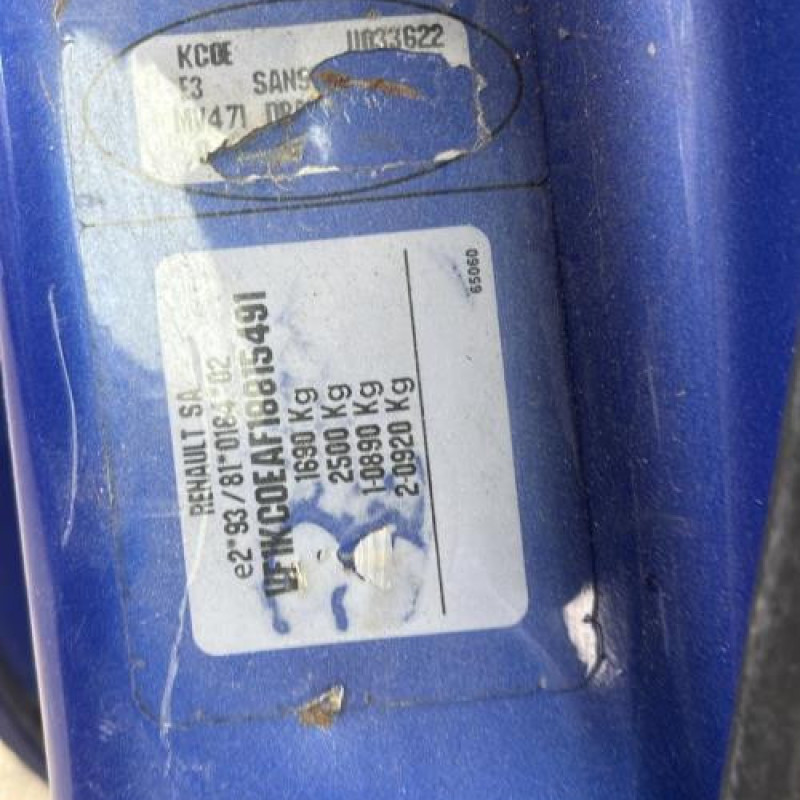 KC0E U033622
E3 SANS
MV471
RENAULT SA
e2*93/81*0164*02
VF1KC0EAF18815491
1690 Kg
2500 Kg
1-0890 Kg
2-0920 Kg
65060